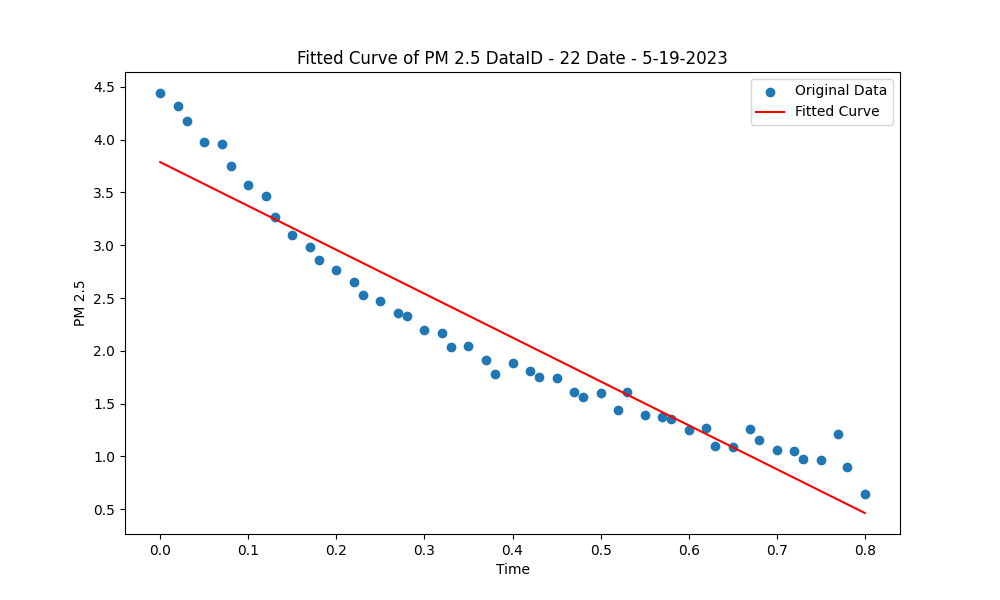 Fitted Curve of PM 2.5 DataID - 22 Date - 5-19-2023
Original Data
Fitted Curve
PM 2.5
4.5
4.0
3.5
3.0
2.5
2.0
1.5
1.0
0.5
0.0 0.1 0.2 0.3 0.4 0.5 0.6 0.7 0.8
Time